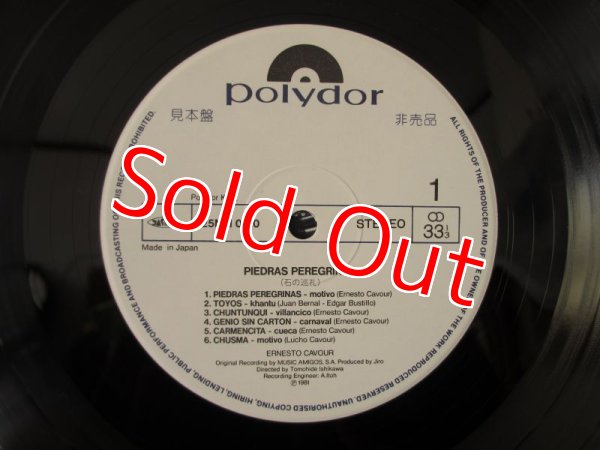 polydor
見本盤
非売品
1
STEREO
33 1/3
Made in Japan
Sold Out
PIEDRAS
(石の巡礼)
1. PIEDRAS PEREGRINAS - motivo (Ernesto Cavour)
2. TOYOS - khantu (Juan Bernal - Edgar Bustillo)
3. CHUNTUNQUI - villancico (Ernesto Cavour)
4. GENIO SIN CARTON - carnaval (Ernesto Cavour)
5. CARMENCITA - cueca (Ernesto Cavour)
6. CHUSMA - motivo (Lucho Cavour)
ERNESTO CAVOUR
Original Recording by MUSIC AMIGOS, S.A. Produced by Jiro
Directed by Tomohide Ishikawa
Recording Engineer: A.Itoh
℗1981
ALL RIGHTS OF THE PRODUCER AND OF THE OWNER OF THE WORK REPRODUCED RESERVED. UNAUTHORISED COPYING, HIRING, LENDING, PUBLIC PERFORMANCE AND BROADCASTING OF THIS RECORD PROHIBITED.